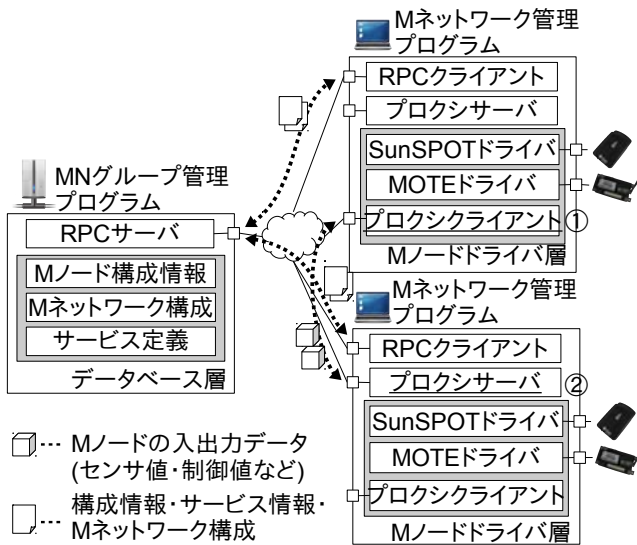 Mネットワーク管理
プログラム
RPCクライアント
プロクシサーバ
SunSPOTドライバ
MOTEドライバ
プロクシクライアント①
Mノードドライバ層
MNグループ管理
プログラム
RPCサーバ
Mノード構成情報
Mネットワーク構成
サービス定義
データベース層
Mネットワーク管理
プログラム
RPCクライアント
プロクシサーバ ②
SunSPOTドライバ
MOTEドライバ
プロクシクライアント
Mノードドライバ層
… Mノードの入出力データ
(センサ値・制御値など)
… 構成情報・サービス情報・
Mネットワーク構成